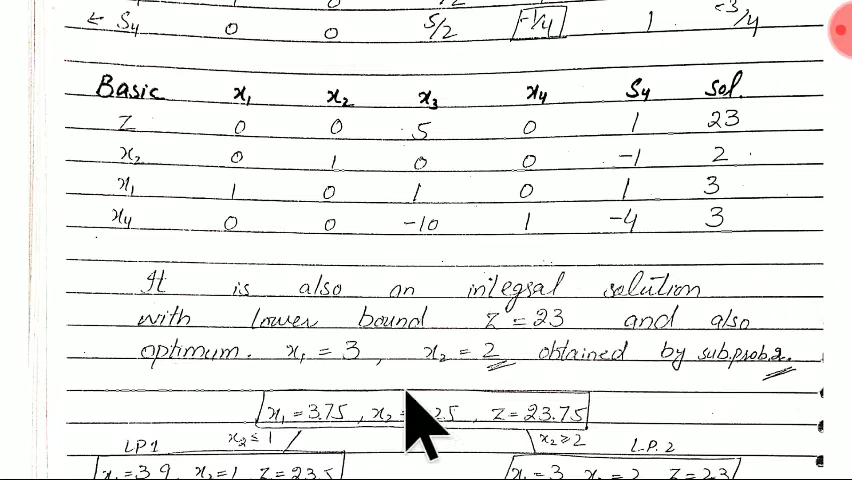 ← S4 0 0 5/2 -1/4 1 -3/4
Basic x1 x2 x3 x4 S4 Sol.
Z 0 0 5 0 1 23
x2 0 1 0 0 -1 2
x1 1 0 1 0 1 3
x4 0 0 -10 1 -4 3
It is also an integral solution
with lower bound Z = 23 and also
optimum. x1 = 3, x2 = 2 obtained by sub.prob.2.
x1 = 3.75, x2 = 25, Z = 23.75
LP1 x2 ≤ 1 x2 ≥ 2 L.P.2
x1 = 3.9, x2 = 1, Z = 23.5 x1 = 3, x2 = 2, Z = 23